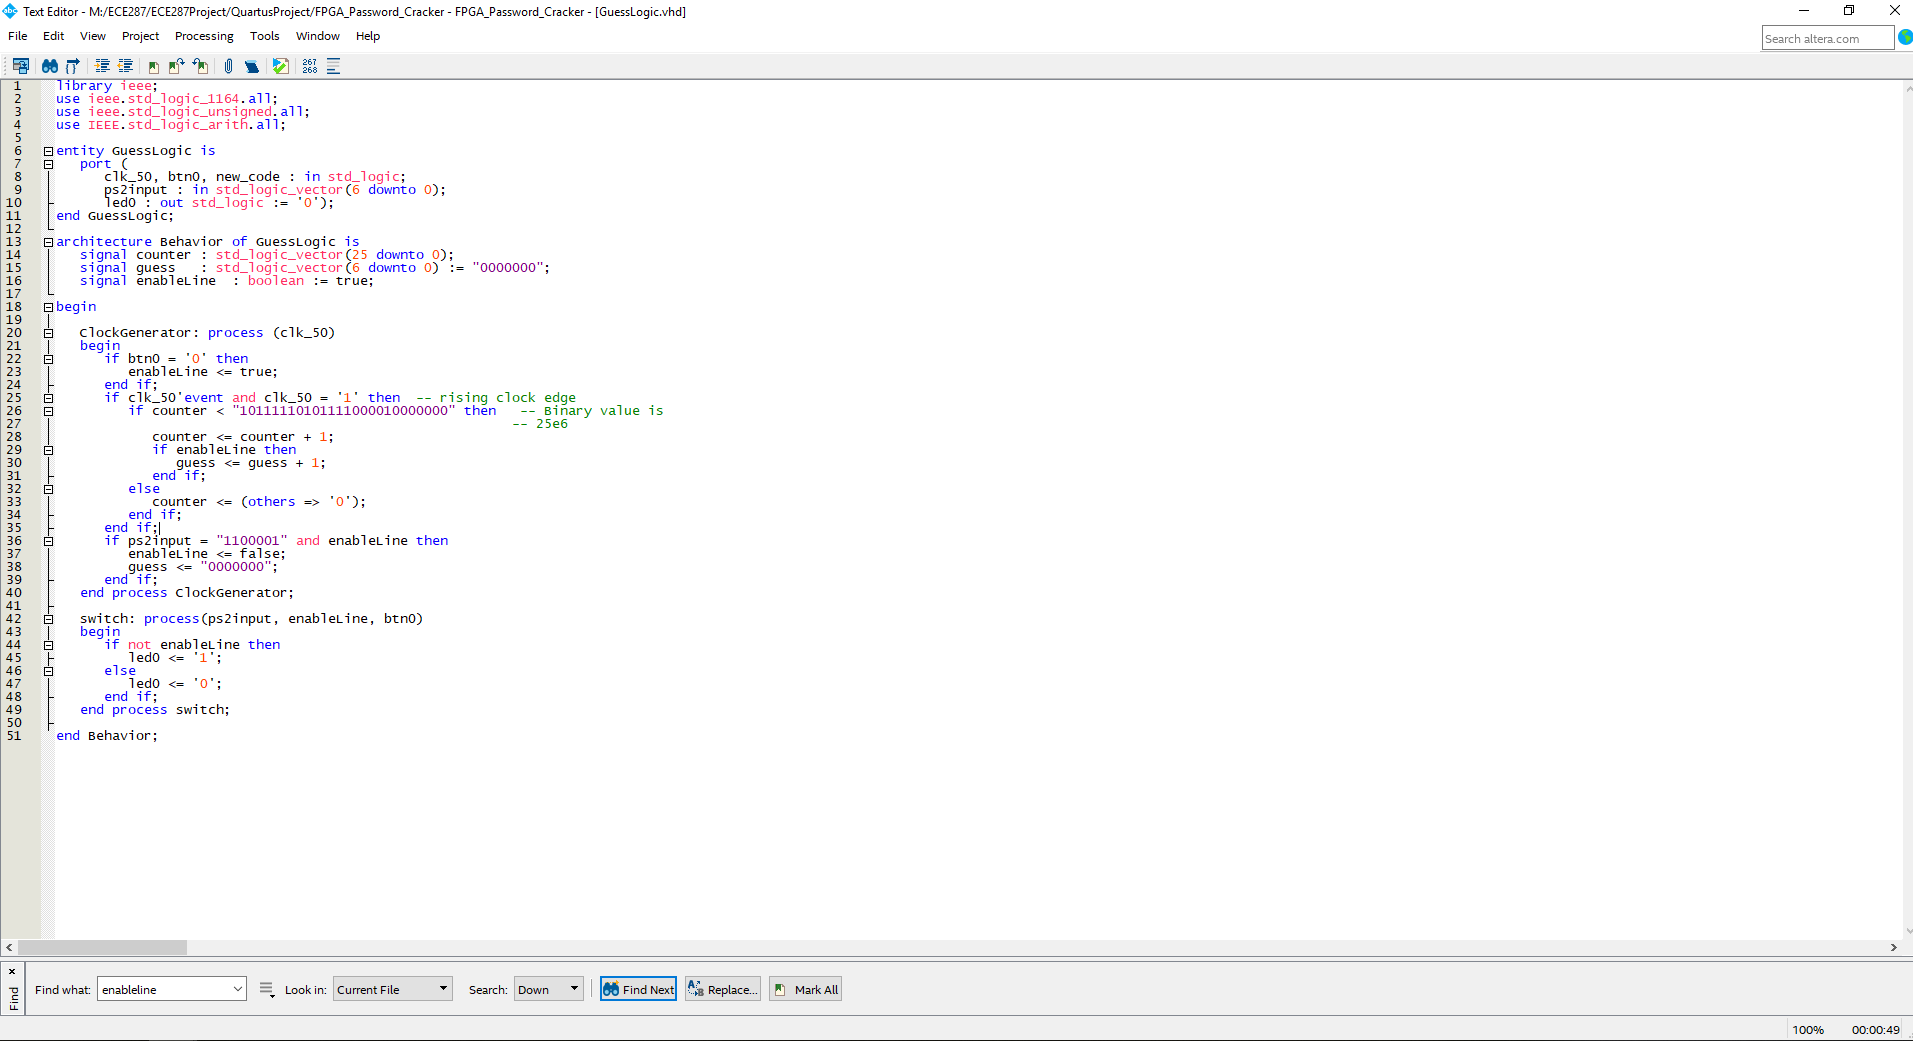 Text Editor - M:/ECE287/ECE287Project/QuartusProject/FPGA_Password_Cracker - FPGA_Password_Cracker - [GuessLogic.vhd]
File Edit View Project Processing Tools Window Help
Search altera.com
267
268
1 library ieee;
2 use ieee.std_logic_1164.all;
3 use ieee.std_logic_unsigned.all;
4 use IEEE.std_logic_arith.all;
5
6 entity GuessLogic is
7 port (
8 clk_50, btn0, new_code : in std_logic;
9 ps2input : in std_logic_vector(6 downto 0);
10 led0 : out std_logic := '0');
11 end GuessLogic;
12
13 architecture Behavior of GuessLogic is
14 signal counter : std_logic_vector(25 downto 0);
15 signal guess : std_logic_vector(6 downto 0) := "0000000";
16 signal enableLine : boolean := true;
17
18 begin
19
20 ClockGenerator: process (clk_50)
21 begin
22 if btn0 = '0' then
23 enableLine <= true;
24 end if;
25 if clk_50'event and clk_50 = '1' then -- rising clock edge
26 if counter < "10111110101111000010000000" then -- Binary value is
27 -- 25e6
28 counter <= counter + 1;
29 if enableLine then
30 guess <= guess + 1;
31 end if;
32 else
33 counter <= (others => '0');
34 end if;
35 end if;
36 if ps2input = "1100001" and enableLine then
37 enableLine <= false;
38 guess <= "0000000";
39 end if;
40 end process ClockGenerator;
41
42 switch: process(ps2input, enableLine, btn0)
43 begin
44 if not enableLine then
45 led0 <= '1';
46 else
47 led0 <= '0';
48 end if;
49 end process switch;
50
51 end Behavior;
Find
Find what: enableline Look in: Current File Search: Down Find Next Replace... Mark All
100% 00:00:49